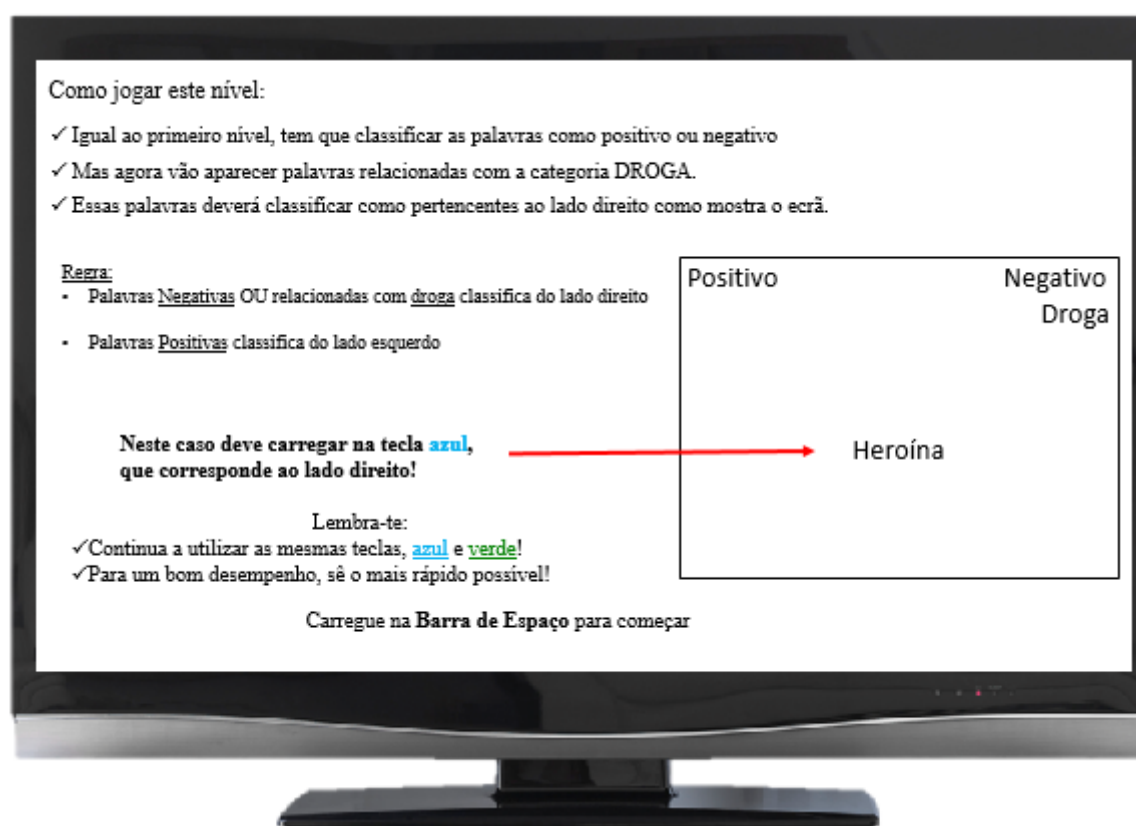 Como jogar este nível:
✓ Igual ao primeiro nível, tem que classificar as palavras como positivo ou negativo
✓ Mas agora vão aparecer palavras relacionadas com a categoria DROGA.
✓ Essas palavras deverá classificar como pertencentes ao lado direito como mostra o ecrã.
Regra:
• Palavras Negativas OU relacionadas com droga classifica do lado direito
• Palavras Positivas classifica do lado esquerdo
Neste caso deve carregar na tecla azul,
que corresponde ao lado direito!
Lembra-te:
✓Continua a utilizar as mesmas teclas, azul e verde!
✓Para um bom desempenho, sê o mais rápido possível!
Carregue na Barra de Espaço para começar
Positivo Negativo
Droga
Heroína